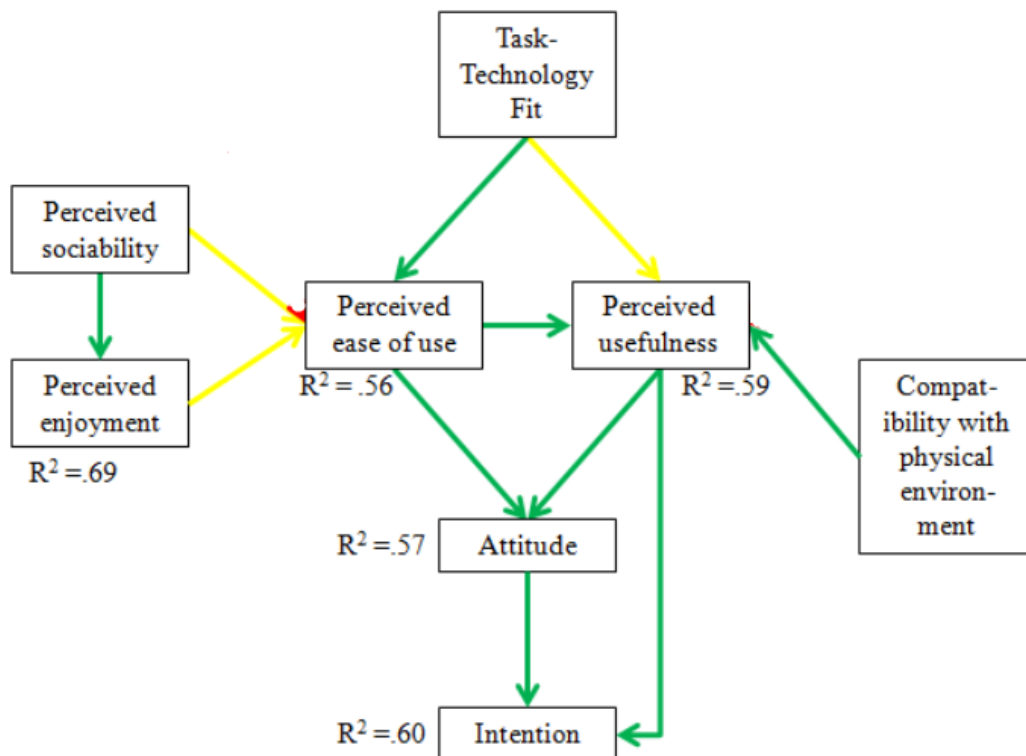 Task-
Technology
Fit
Perceived
sociability
Perceived
ease of use
Perceived
usefulness
Perceived
enjoyment
R² =.56
R² =.59
Compat-
ibility with
physical
environ-
ment
R² =.69
R² =.57
Attitude
R² =.60
Intention